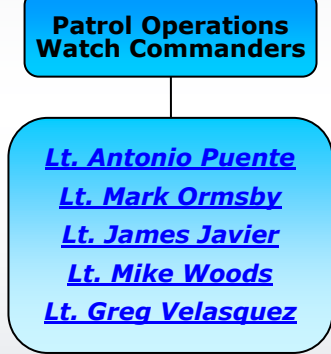 Patrol Operations
Watch Commanders
Lt. Antonio Puente
Lt. Mark Ormsby
Lt. James Javier
Lt. Mike Woods
Lt. Greg Velasquez